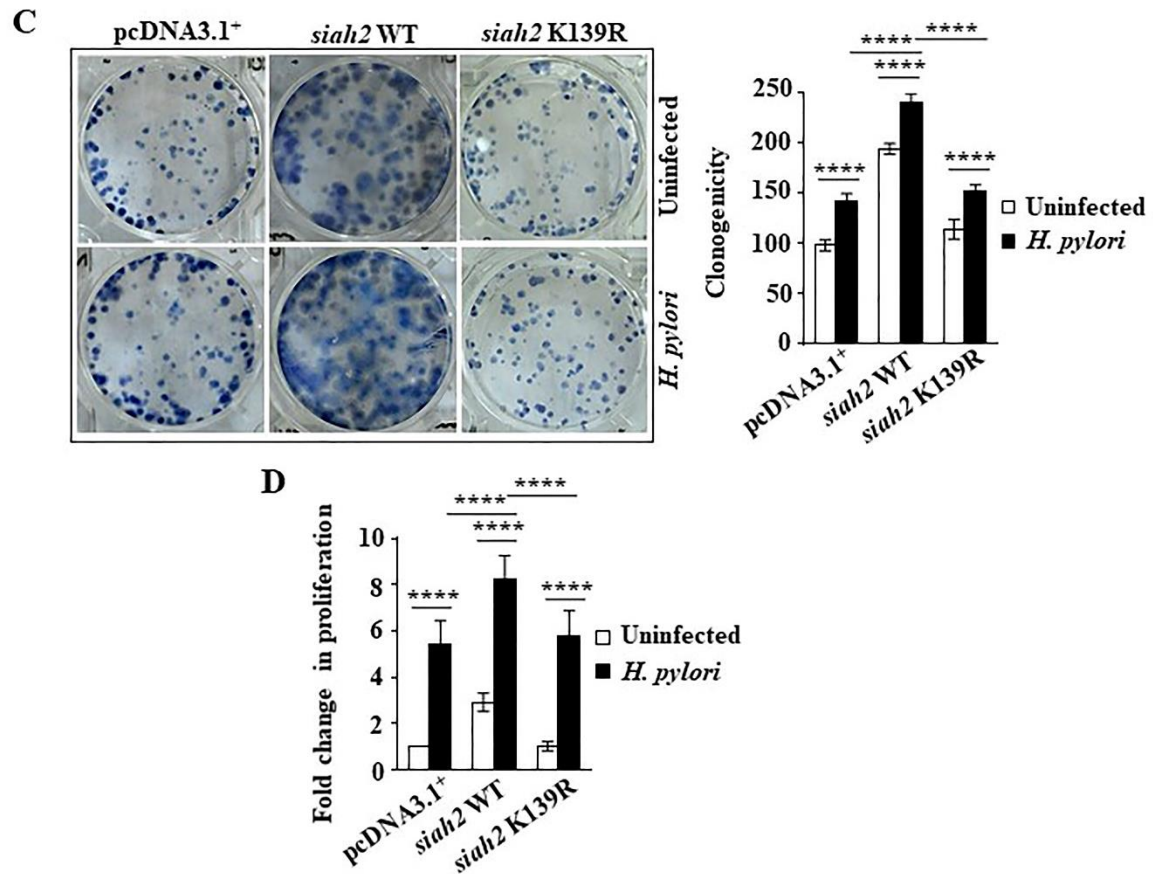 C
pcDNA3.1⁺
siah2 WT
siah2 K139R
Uninfected
H. pylori
**** ****
****
****
****
Clonogenicity
250
200
150
100
50
0
pcDNA3.1⁺
siah2 WT
siah2 K139R
Uninfected
H. pylori
D
****
****
****
****
****
Fold change in proliferation
10
8
6
4
2
0
pcDNA3.1⁺
siah2 WT
siah2 K139R
Uninfected
H. pylori